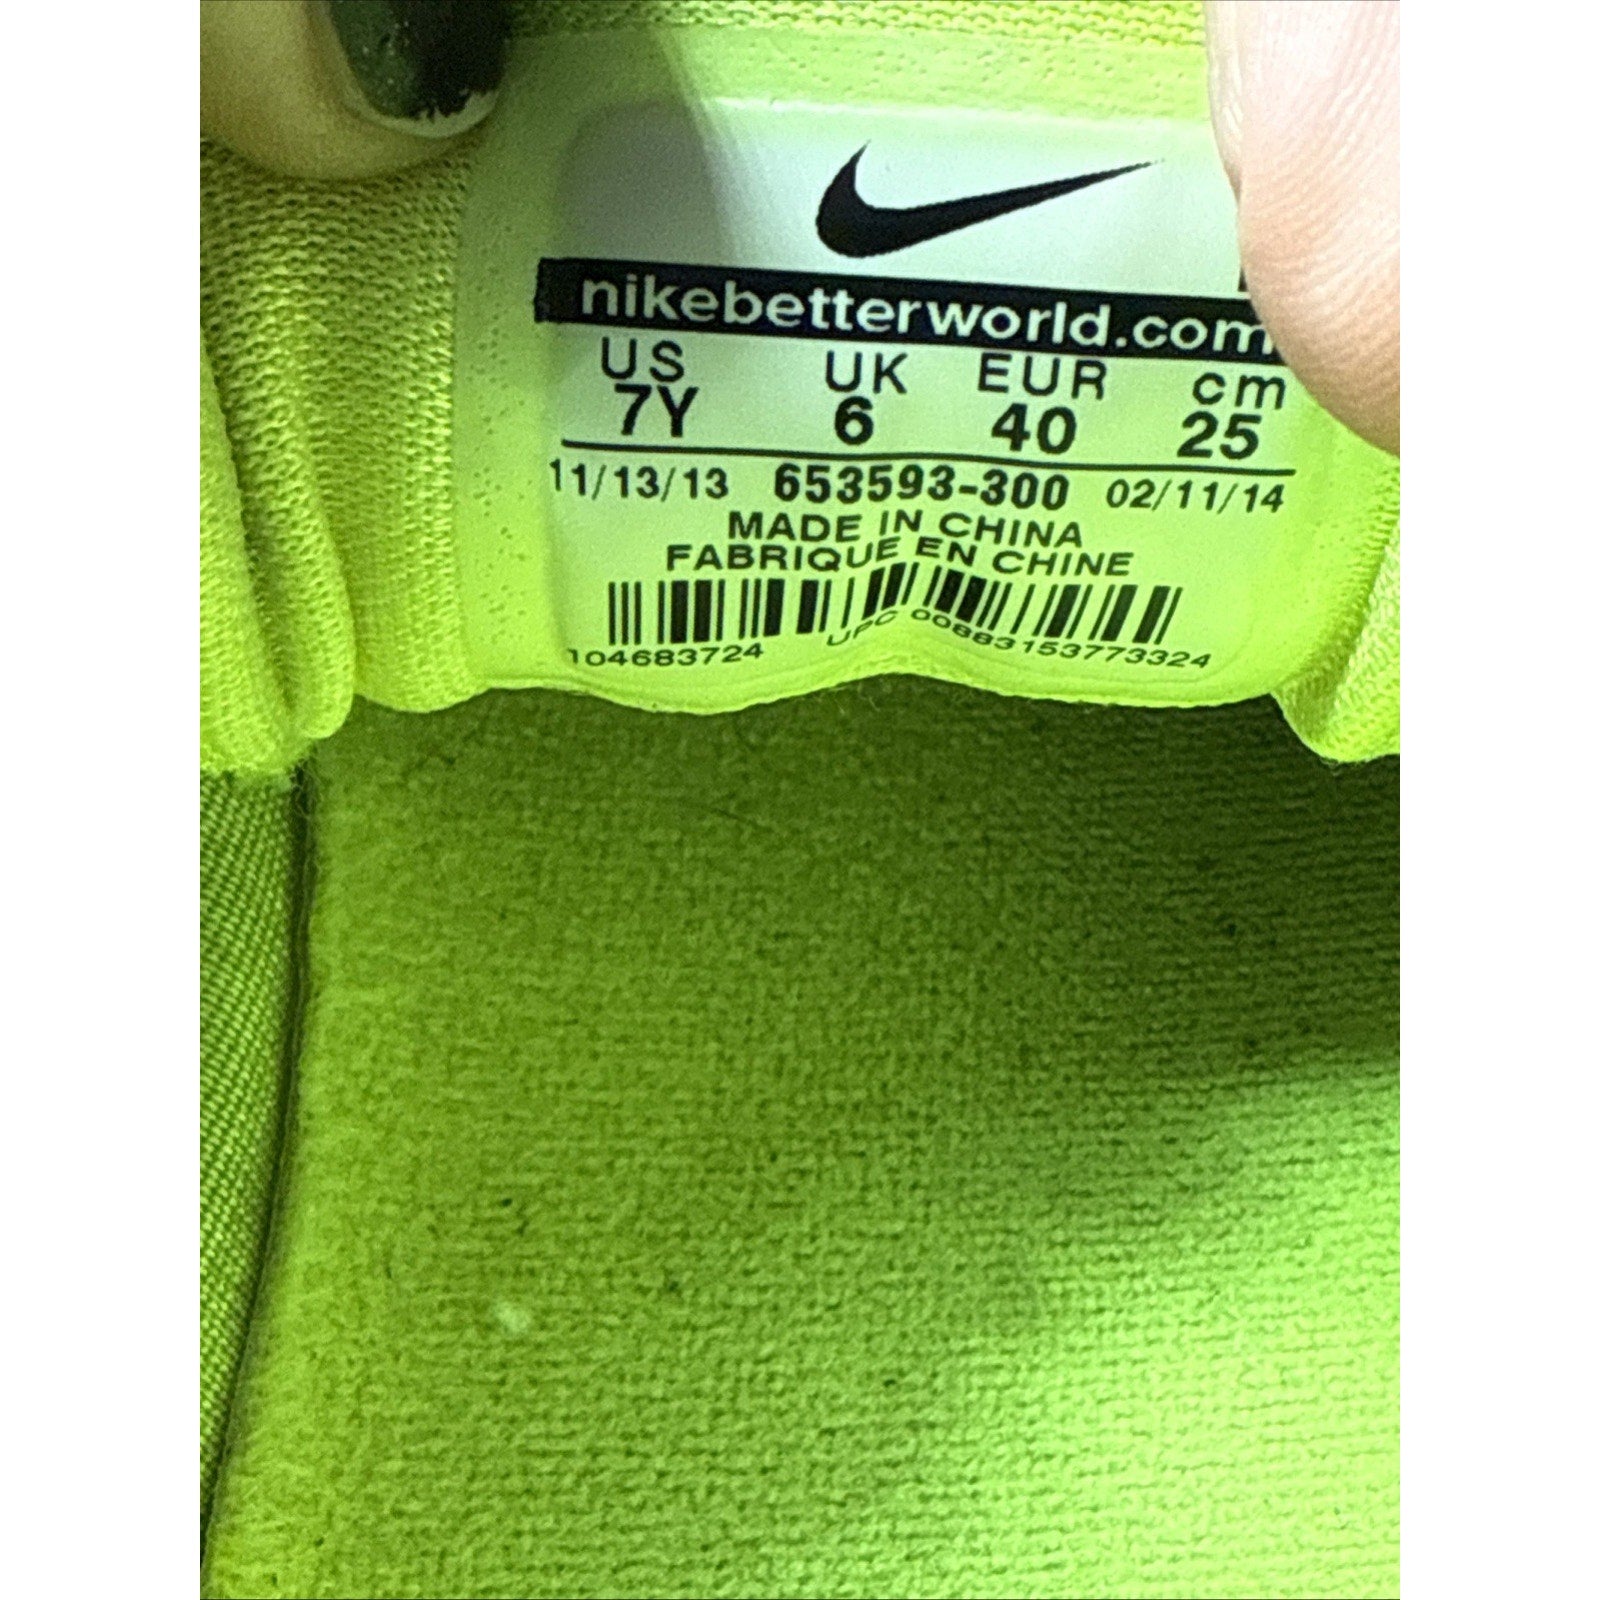 nikebetterworld.com
US UK EUR cm
7Y 6 40 25
11/13/13 653593-300 02/11/14
MADE IN CHINA
FABRIQUE EN CHINE
104683724 UPC 00883153773324